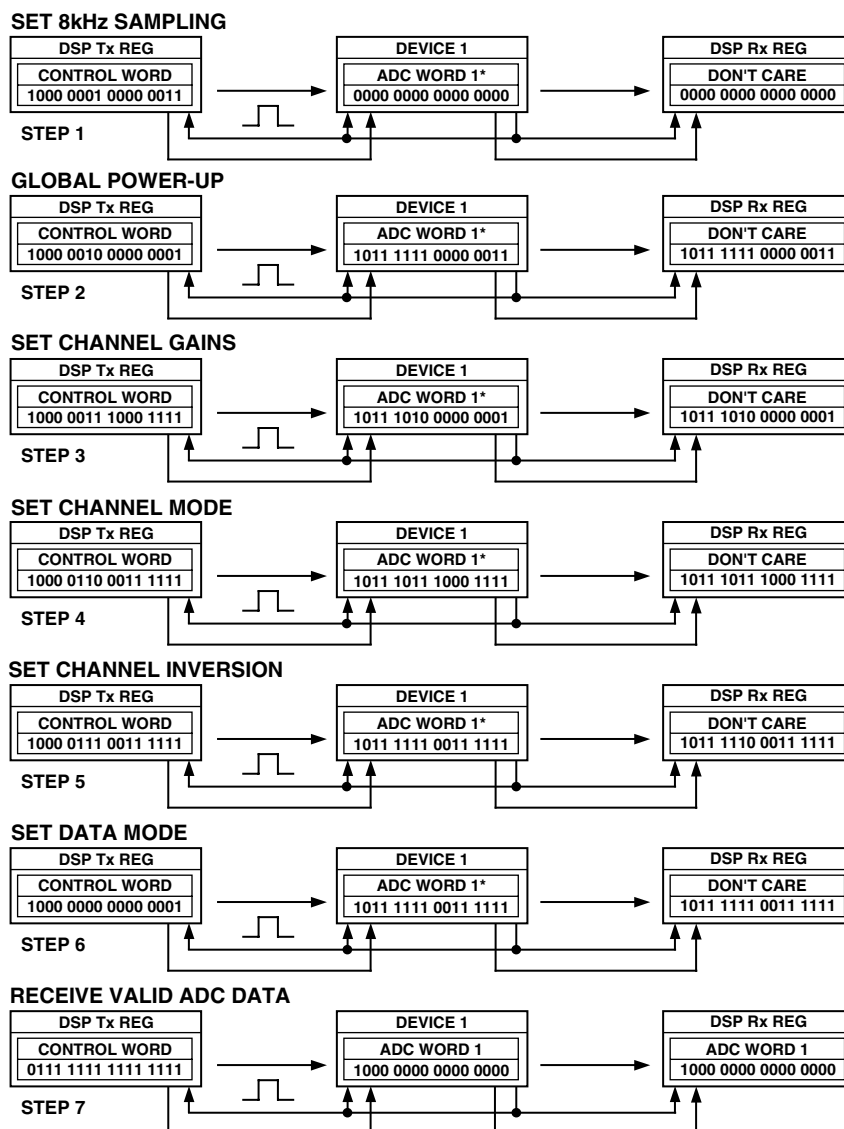 SET 8kHz SAMPLING
DSP Tx REG DEVICE 1 DSP Rx REG
CONTROL WORD ADC WORD 1* DON'T CARE
1000 0001 0000 0011 0000 0000 0000 0000 0000 0000 0000 0000
STEP 1
GLOBAL POWER-UP
DSP Tx REG DEVICE 1 DSP Rx REG
CONTROL WORD ADC WORD 1* DON'T CARE
1000 0010 0000 0001 1011 1111 0000 0011 1011 1111 0000 0011
STEP 2
SET CHANNEL GAINS
DSP Tx REG DEVICE 1 DSP Rx REG
CONTROL WORD ADC WORD 1* DON'T CARE
1000 0011 1000 1111 1011 1010 0000 0001 1011 1010 0000 0001
STEP 3
SET CHANNEL MODE
DSP Tx REG DEVICE 1 DSP Rx REG
CONTROL WORD ADC WORD 1* DON'T CARE
1000 0110 0011 1111 1011 1011 1000 1111 1011 1011 1000 1111
STEP 4
SET CHANNEL INVERSION
DSP Tx REG DEVICE 1 DSP Rx REG
CONTROL WORD ADC WORD 1* DON'T CARE
1000 0111 0011 1111 1011 1111 0011 1111 1011 1110 0011 1111
STEP 5
SET DATA MODE
DSP Tx REG DEVICE 1 DSP Rx REG
CONTROL WORD ADC WORD 1* DON'T CARE
1000 0000 0000 0001 1011 1111 0011 1111 1011 1111 0011 1111
STEP 6
RECEIVE VALID ADC DATA
DSP Tx REG DEVICE 1 DSP Rx REG
CONTROL WORD ADC WORD 1 ADC WORD 1
0111 1111 1111 1111 1000 0000 0000 0000 1000 0000 0000 0000
STEP 7